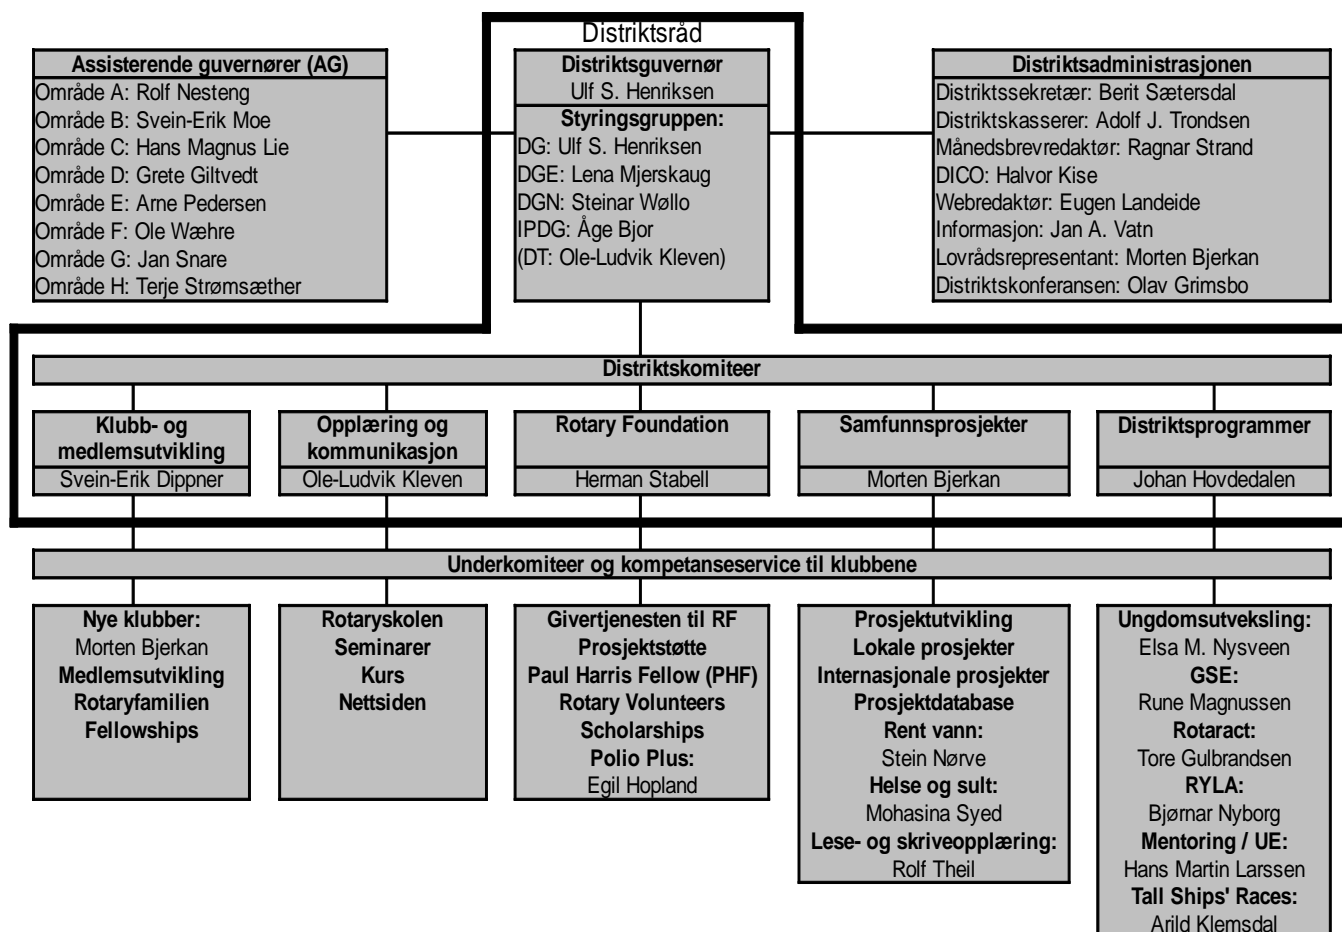 Distriktsråd
Assisterende guvernører (AG)
Område A: Rolf Nesteng
Område B: Svein-Erik Moe
Område C: Hans Magnus Lie
Område D: Grete Giltvedt
Område E: Arne Pedersen
Område F: Ole Wæhre
Område G: Jan Snare
Område H: Terje Strømsæther
Distriktsguvernør
Ulf S. Henriksen
Styringsgruppen:
DG: Ulf S. Henriksen
DGE: Lena Mjerskaug
DGN: Steinar Wøllo
IPDG: Åge Bjor
(DT: Ole-Ludvik Kleven)
Distriktsadministrasjonen
Distriktssekretær: Berit Sætersdal
Distriktskasserer: Adolf J. Trondsen
Månedsbrevredaktør: Ragnar Strand
DICO: Halvor Kise
Webredaktør: Eugen Landeide
Informasjon: Jan A. Vatn
Lovrådsrepresentant: Morten Bjerkan
Distriktskonferansen: Olav Grimsbo
Distriktskomiteer
Klubb- og
medlemsutvikling
Svein-Erik Dippner
Opplæring og
kommunikasjon
Ole-Ludvik Kleven
Rotary Foundation
Herman Stabell
Samfunnsprosjekter
Morten Bjerkan
Distriktsprogrammer
Johan Hovdedalen
Underkomiteer og kompetanseservice til klubbene
Nye klubber:
Morten Bjerkan
Medlemsutvikling
Rotaryfamilien
Fellowships
Rotaryskolen
Seminarer
Kurs
Nettsiden
Givertjenesten til RF
Prosjektstøtte
Paul Harris Fellow (PHF)
Rotary Volunteers
Scholarships
Polio Plus:
Egil Hopland
Prosjektutvikling
Lokale prosjekter
Internasjonale prosjekter
Prosjektdatabase
Rent vann:
Stein Nørve
Helse og sult:
Mohasina Syed
Lese- og skriveopplæring:
Rolf Theil
Ungdomsutveksling:
Elsa M. Nysveen
GSE:
Rune Magnussen
Rotaract:
Tore Gulbrandsen
RYLA:
Bjørnar Nyborg
Mentoring / UE:
Hans Martin Larssen
Tall Ships' Races:
Arild Klemsdal